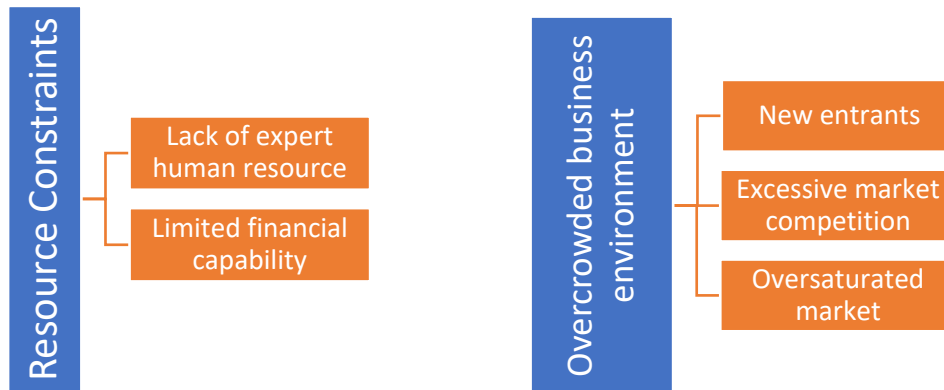 Resource Constraints
Lack of expert
human resource
Limited financial
capability
Overcrowded business
environment
New entrants
Excessive market
competition
Oversaturated
market